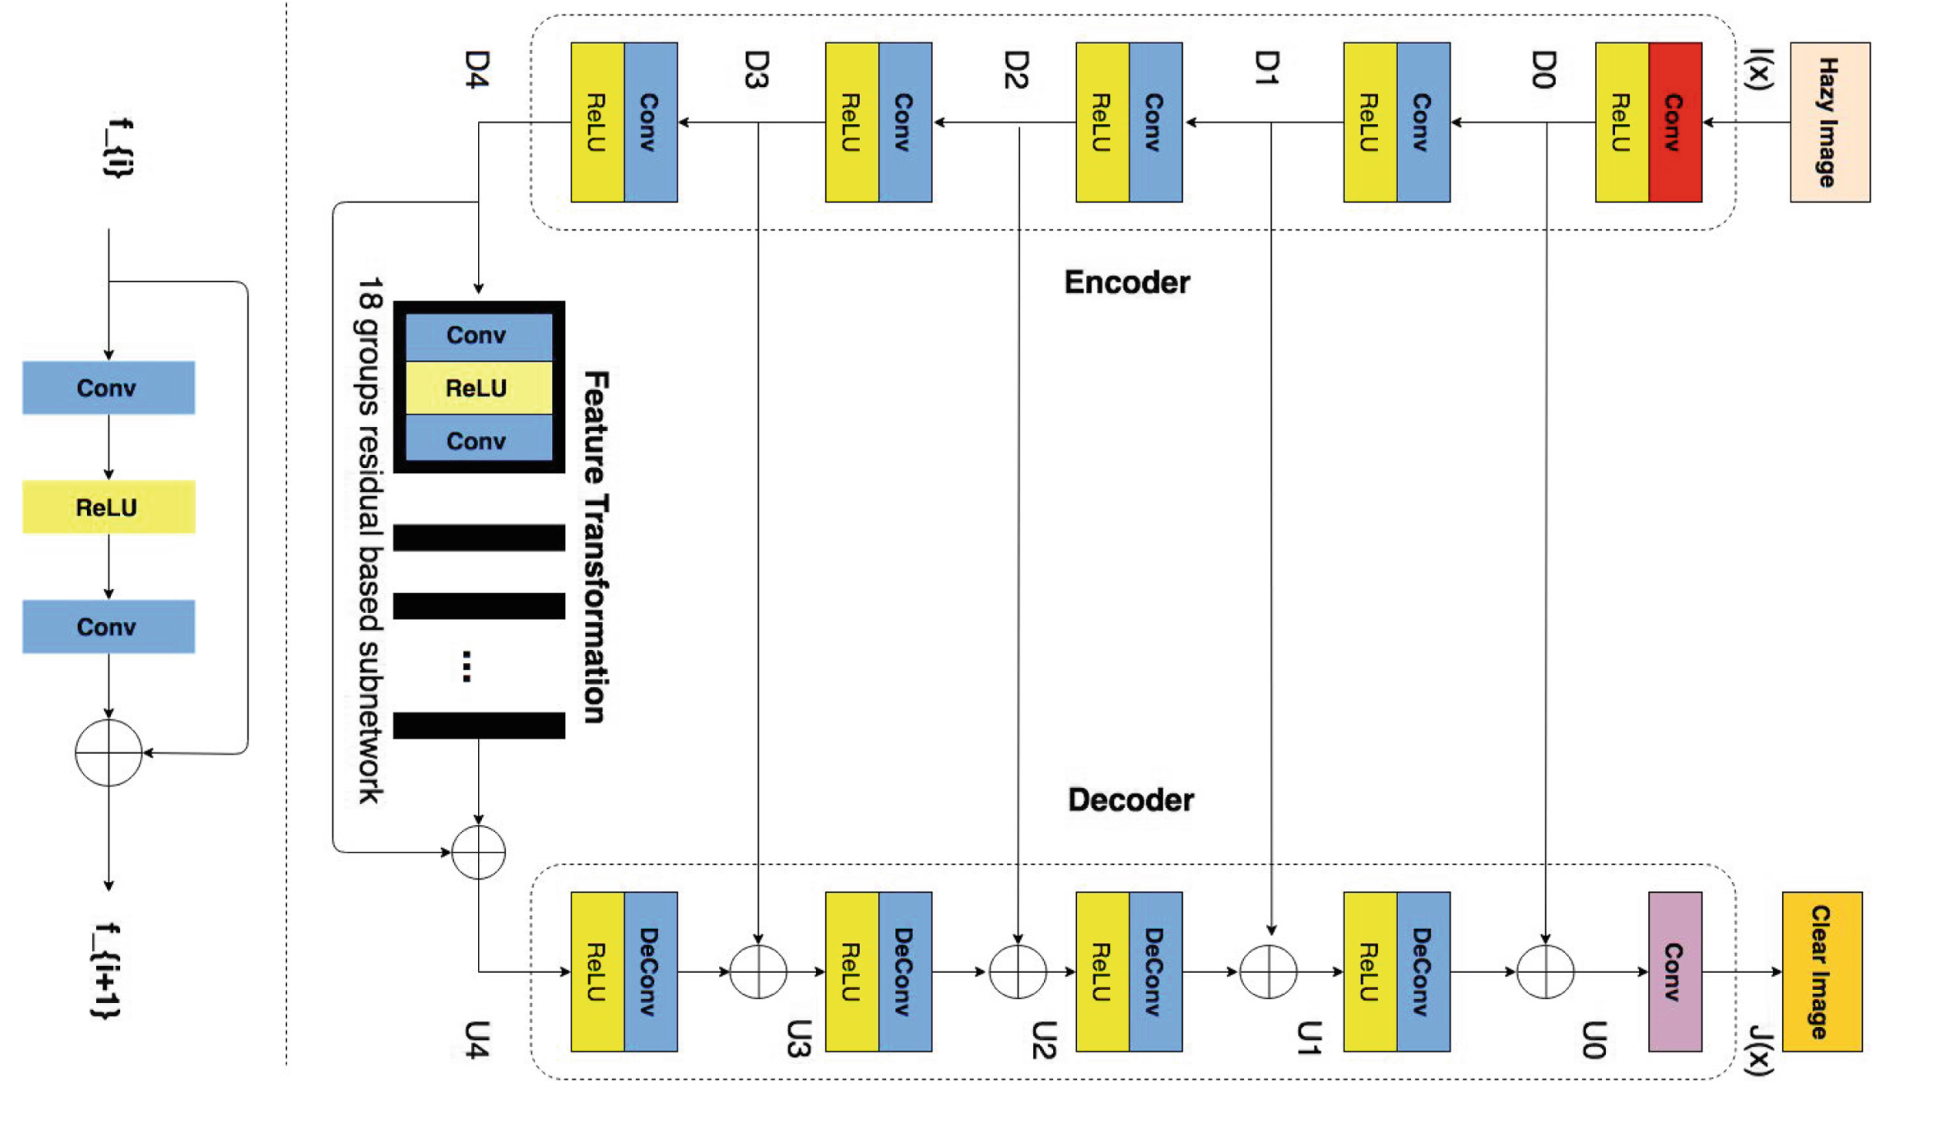 Hazy Image
I(x)
Conv
ReLU
D0
Conv
ReLU
D1
Conv
ReLU
D2
Conv
ReLU
D3
Conv
ReLU
D4
Encoder
Feature Transformation
Conv
ReLU
Conv
...
18 groups residual based subnetwork
Decoder
U4
ReLU
DeConv
U3
ReLU
DeConv
U2
ReLU
DeConv
U1
ReLU
DeConv
U0
Conv
J(x)
Clear Image
f_{i}
Conv
ReLU
Conv
f_{i+1}